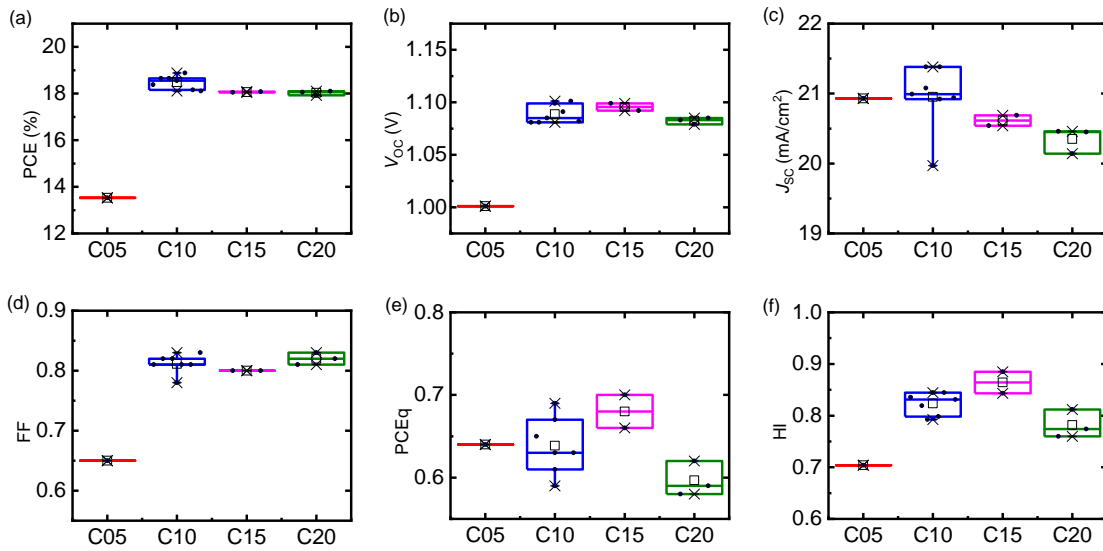 (a)
PCE (%)
20
18
16
14
12
C05 C10 C15 C20
(b)
VOC (V)
1.15
1.10
1.05
1.00
C05 C10 C15 C20
(c)
JSC (mA/cm²)
22
21
20
19
C05 C10 C15 C20
(d)
FF
0.9
0.8
0.7
0.6
C05 C10 C15 C20
(e)
PCEq
0.8
0.7
0.6
C05 C10 C15 C20
(f)
HI
1.0
0.9
0.8
0.7
0.6
C05 C10 C15 C20